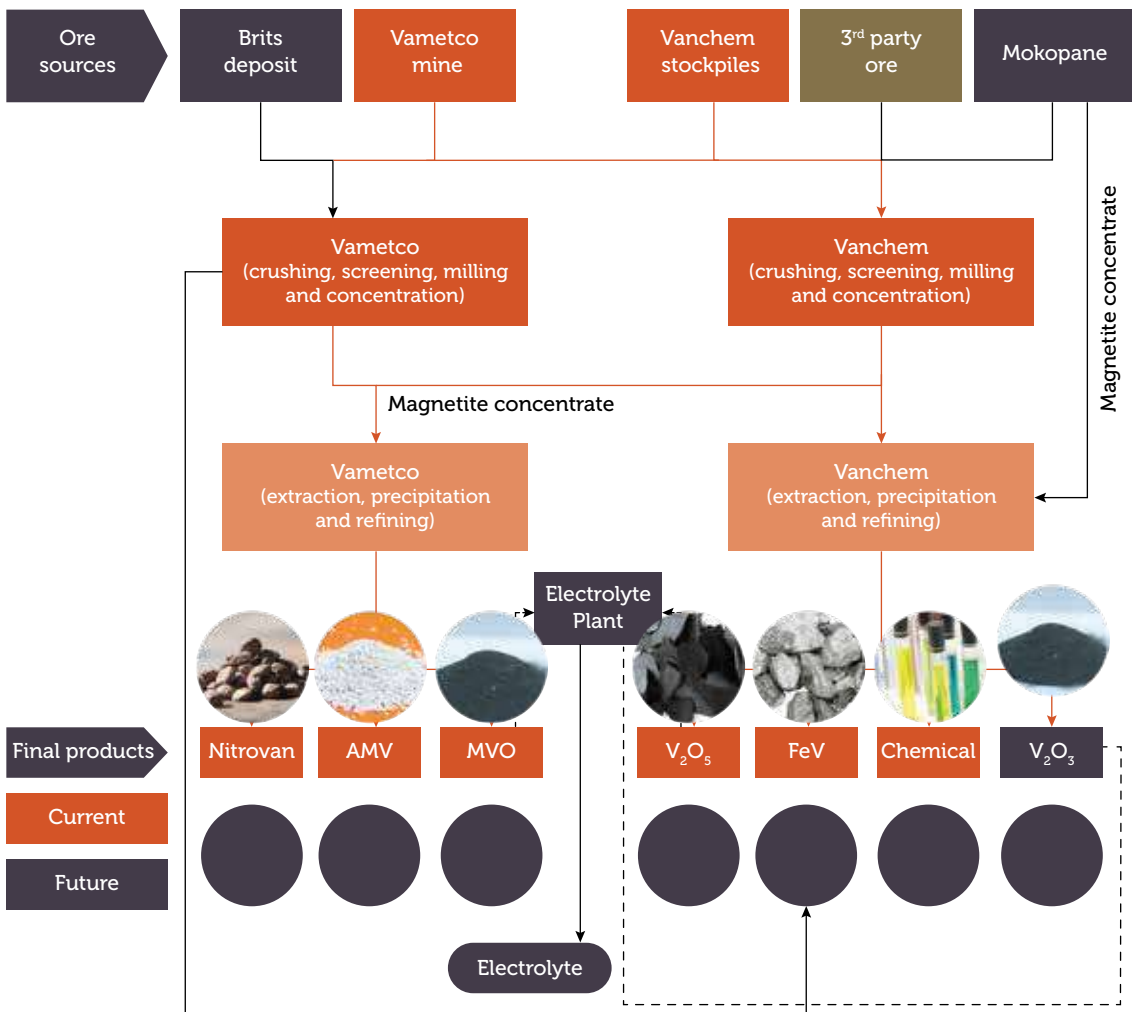 Ore
sources
Brits
deposit
Vametco
mine
Vanchem
stockpiles
3rd party
ore
Mokopane
Magnetite concentrate
Vametco
(crushing, screening, milling
and concentration)
Vanchem
(crushing, screening, milling
and concentration)
Magnetite concentrate
Vametco
(extraction, precipitation
and refining)
Vanchem
(extraction, precipitation
and refining)
Electrolyte
Plant
Final products
Nitrovan
AMV
MVO
V₂O₅
FeV
Chemical
V₂O₃
Current
Future
Electrolyte